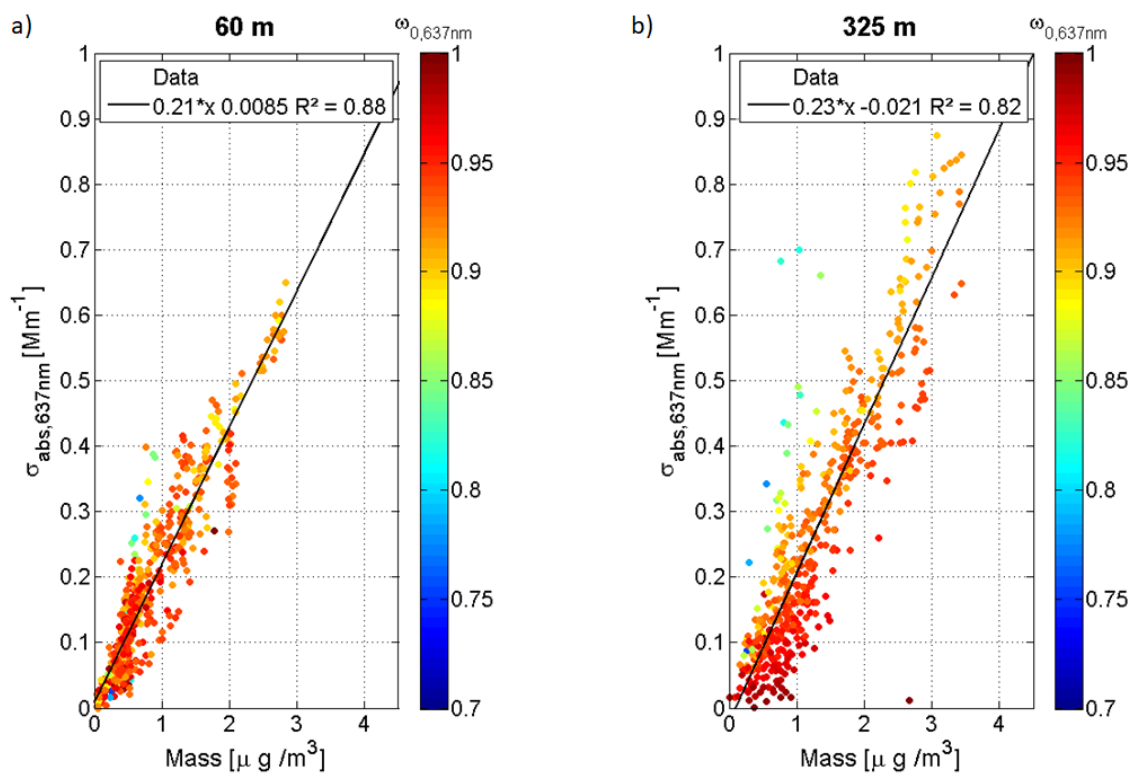 a)
60 m
ω0,637nm
Data
0.21*x 0.0085 R² = 0.88
1
0.9
0.8
0.7
0.6
0.5
0.4
0.3
0.2
0.1
0
σabs,637nm [Mm-1]
0 1 2 3 4
Mass [μ g /m3]
1
0.95
0.9
0.85
0.8
0.75
0.7
b)
325 m
ω0,637nm
Data
0.23*x -0.021 R² = 0.82
1
0.9
0.8
0.7
0.6
0.5
0.4
0.3
0.2
0.1
0
σabs,637nm [Mm-1]
0 1 2 3 4
Mass [μ g /m3]
1
0.95
0.9
0.85
0.8
0.75
0.7